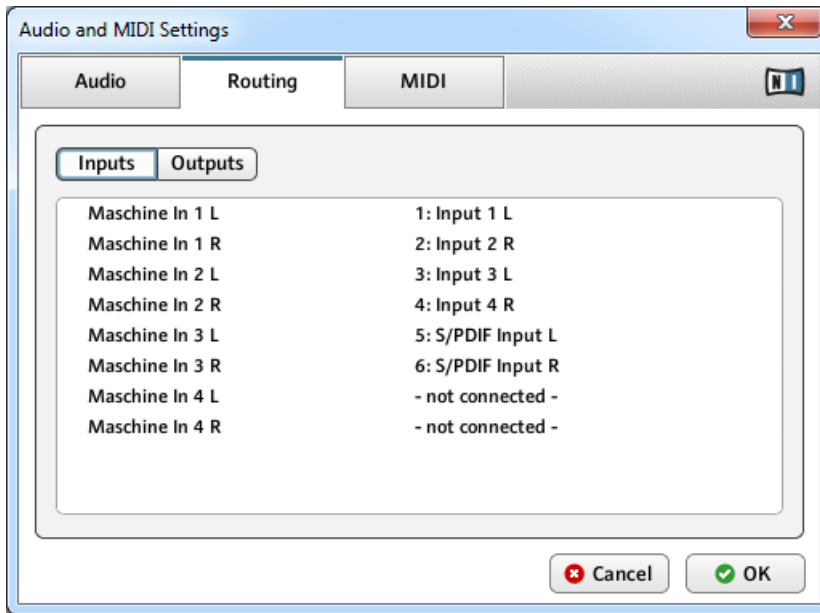 Audio and MIDI Settings
Audio Routing MIDI
NI
Inputs Outputs
Maschine In 1 L 1: Input 1 L
Maschine In 1 R 2: Input 2 R
Maschine In 2 L 3: Input 3 L
Maschine In 2 R 4: Input 4 R
Maschine In 3 L 5: S/PDIF Input L
Maschine In 3 R 6: S/PDIF Input R
Maschine In 4 L - not connected -
Maschine In 4 R - not connected -
Cancel OK